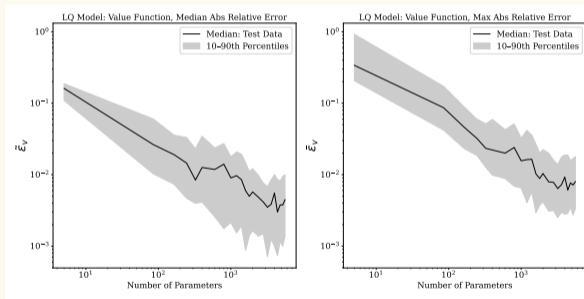 LQ Model: Value Function, Median Abs Relative Error
Median: Test Data
10–90th Percentiles
10⁰
10⁻¹
10⁻²
10⁻³
ε̃ᵥ
10¹
10²
10³
Number of Parameters
LQ Model: Value Function, Max Abs Relative Error
Median: Test Data
10–90th Percentiles
10⁰
10⁻¹
10⁻²
10⁻³
ε̄ᵥ
10¹
10²
10³
Number of Parameters